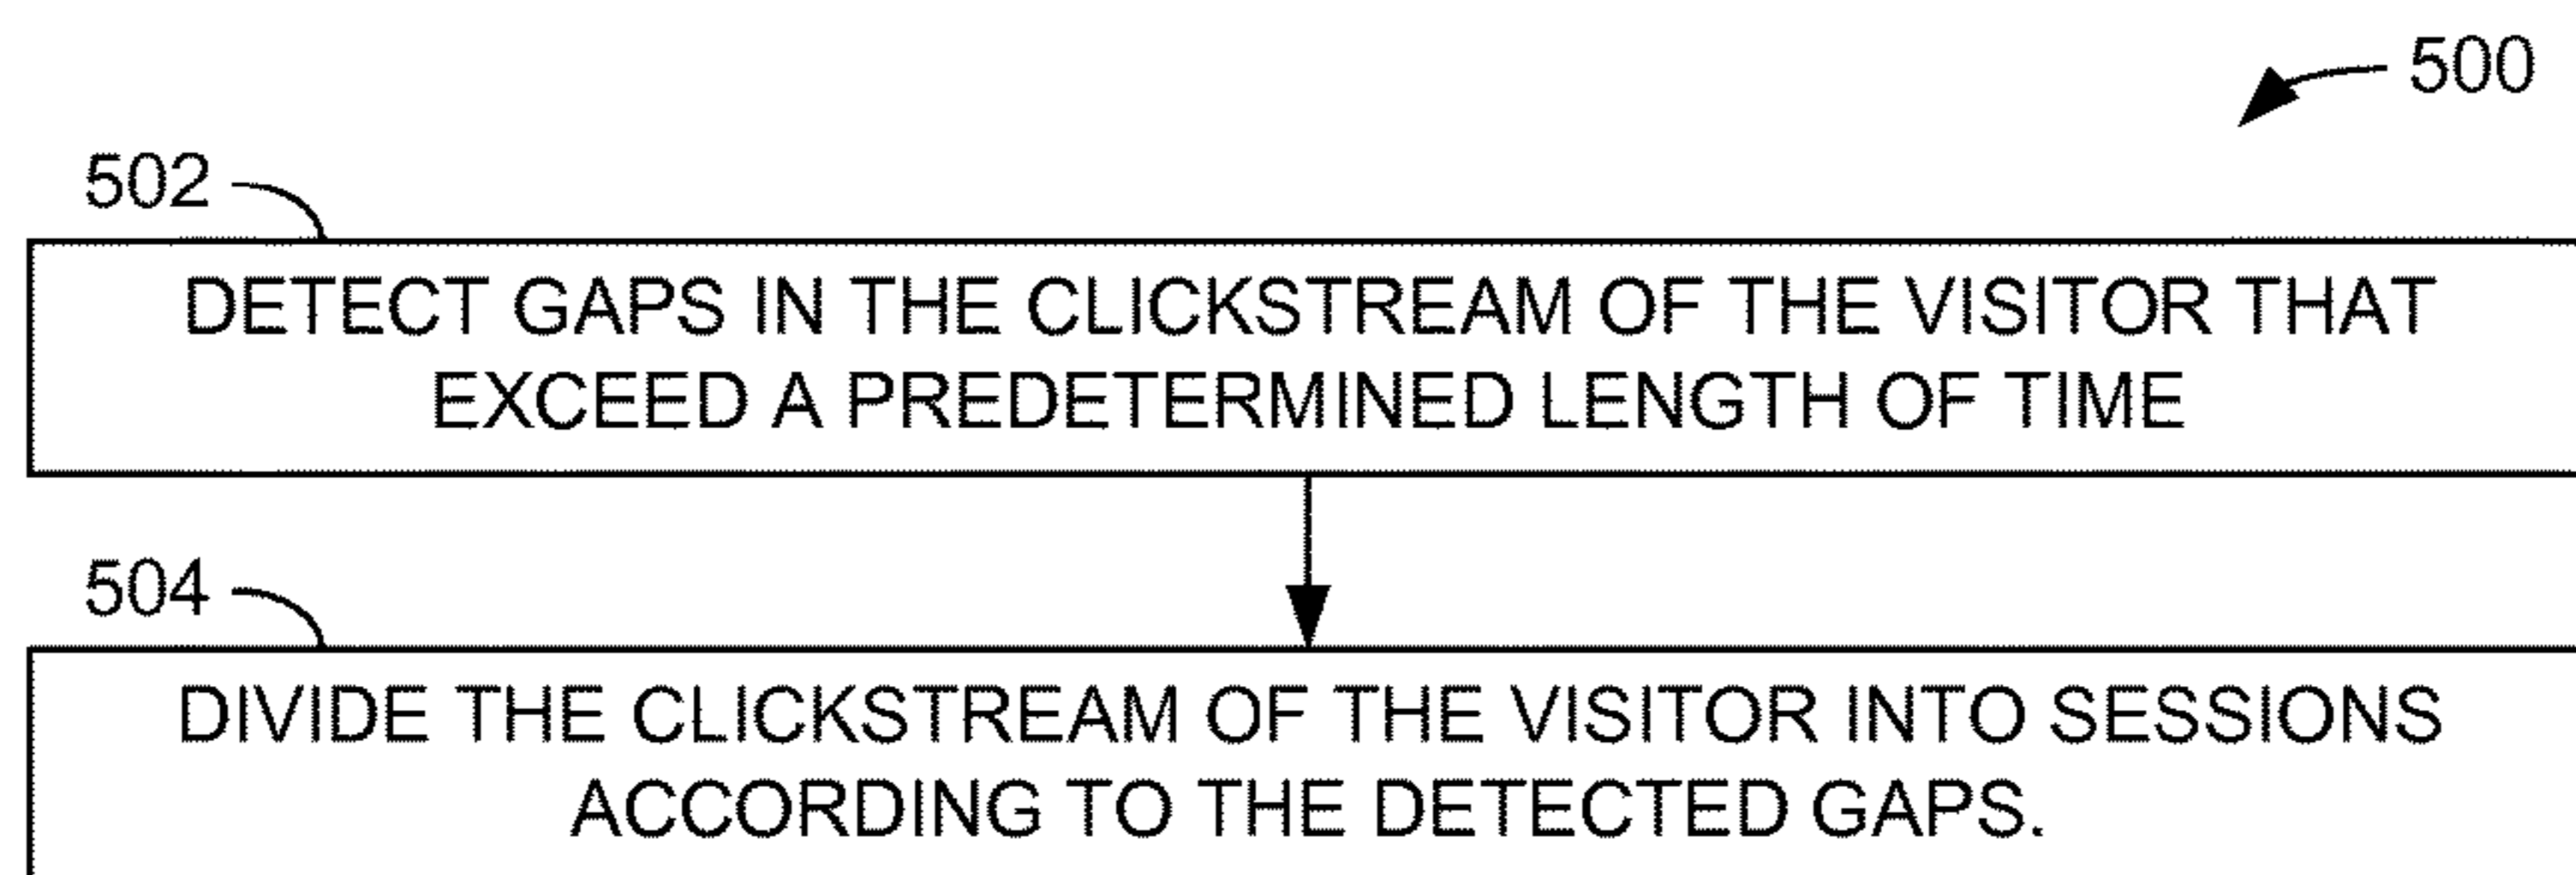 500
502
DETECT GAPS IN THE CLICKSTREAM OF THE VISITOR THAT
EXCEED A PREDETERMINED LENGTH OF TIME
504
DIVIDE THE CLICKSTREAM OF THE VISITOR INTO SESSIONS
ACCORDING TO THE DETECTED GAPS.